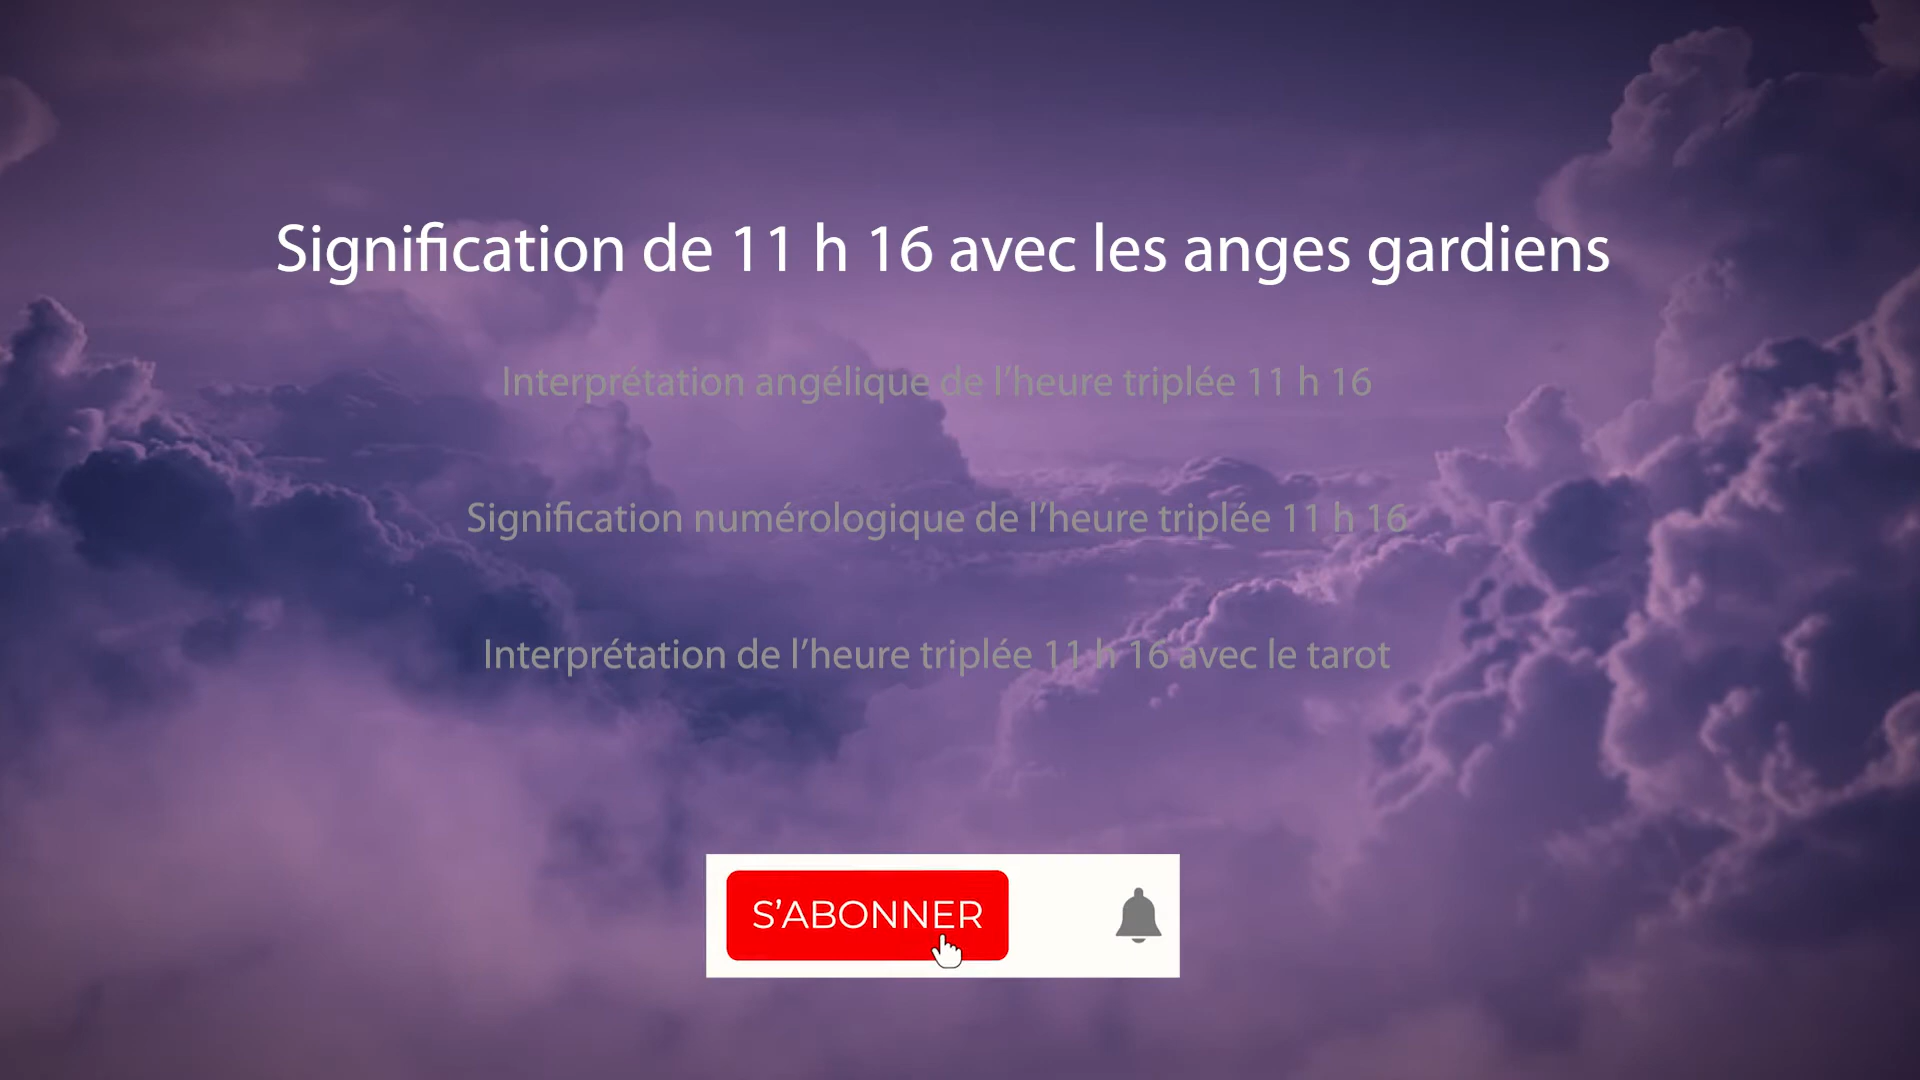 Signification de 11 h 16 avec les anges gardiens
Interprétation angélique de l’heure triplée 11 h 16
Signification numérologique de l’heure triplée 11 h 16
Interprétation de l’heure triplée 11 h 16 avec le tarot
S’ABONNER